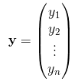 y = 
y₁
y₂
⋮
yₙ